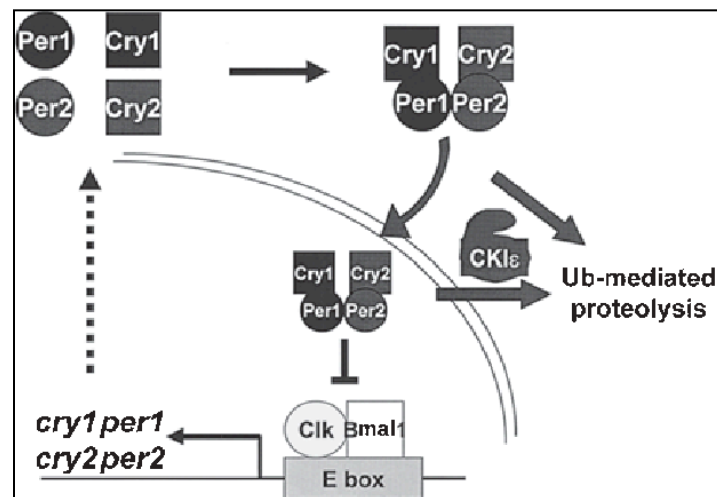 Per1 Cry1
Per2 Cry2
Cry1 Cry2
Per1 Per2
CKIε
Ub-mediated
proteolysis
Cry1 Cry2
Per1 Per2
cry1per1
cry2per2
Clk Bmal1
E box